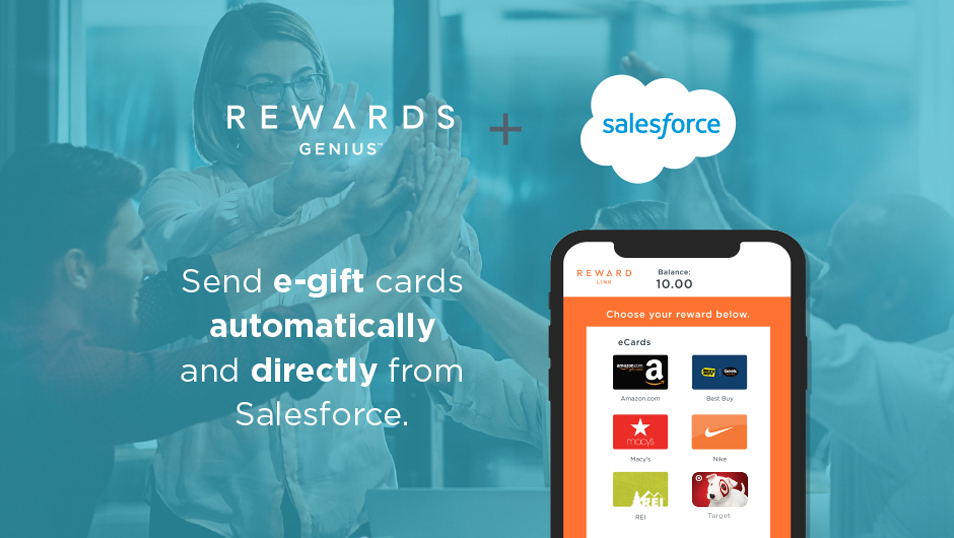 REWARDS
GENIUS™
+
salesforce
Send e-gift cards
automatically
and directly from
Salesforce.
REWARD
LINK
Balance:
10.00
Choose your reward below.
eCards
amazon.com
a
Amazon.com
BEST BUY
Geek
Best Buy
macy's
Macy's
Nike
REI
REI
Target